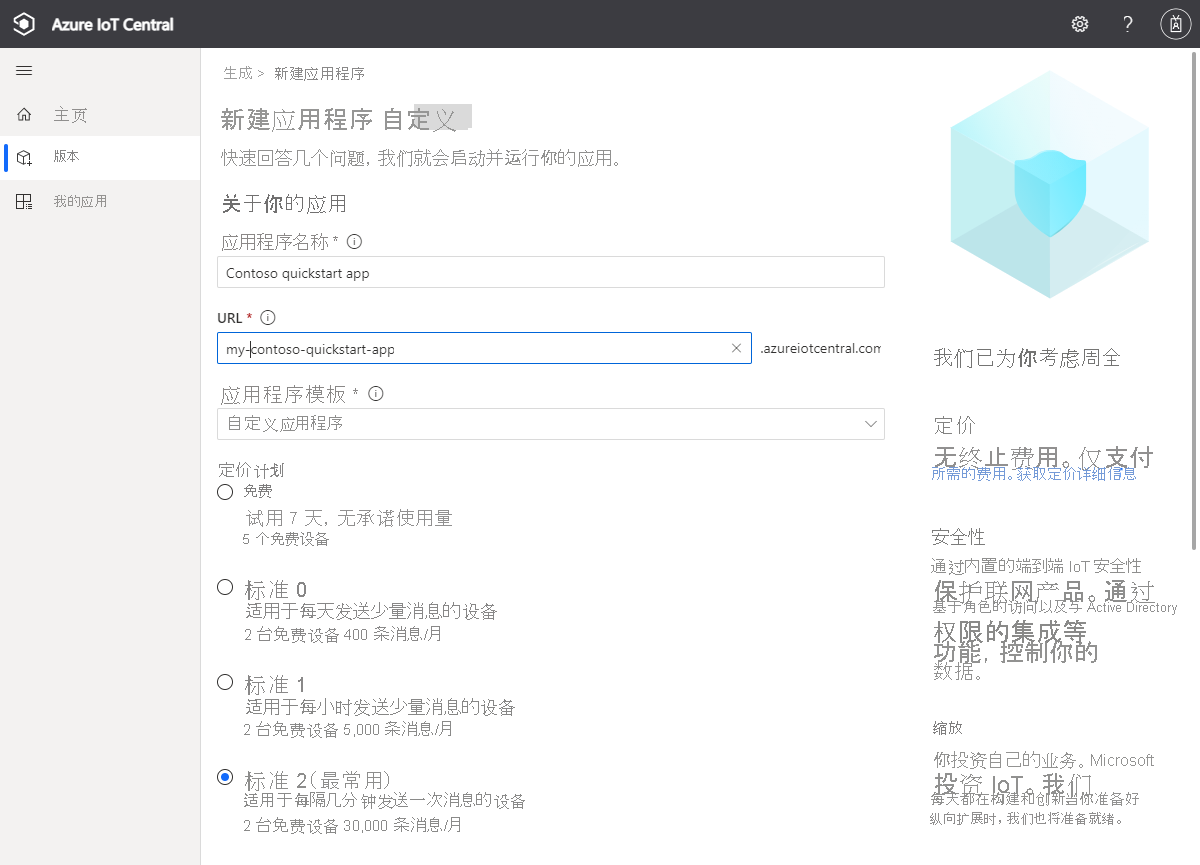 Azure IoT Central
?
主页
版本
我的应用
生成 > 新建应用程序
新建应用程序 自定义
快速回答几个问题, 我们就会启动并运行你的应用。
关于你的应用
应用程序名称 *
Contoso quickstart app
URL *
my-contoso-quickstart-app
.azureiotcentral.com
应用程序模板 *
自定义应用程序
定价计划
免费
试用 7 天, 无承诺使用量
5 个免费设备
标准 0
适用于每天发送少量消息的设备
2 台免费设备 400 条消息/月
标准 1
适用于每小时发送少量消息的设备
2 台免费设备 5,000 条消息/月
标准 2(最常用)
适用于每隔几分钟发送一次消息的设备
2 台免费设备 30,000 条消息/月
我们已为你考虑周全
定价
无终止费用。仅支付
所需的费用。获取定价详细信息
安全性
通过内置的端到端 IoT 安全性
保护联网产品。通过
基于角色的访问以及与 Active Directory
权限的集成等
功能, 控制你的
数据。
缩放
你投资自己的业务。Microsoft
投资 IoT。我们
每天都在构建和创新当你准备好
纵向扩展时, 我们也将准备就绪。